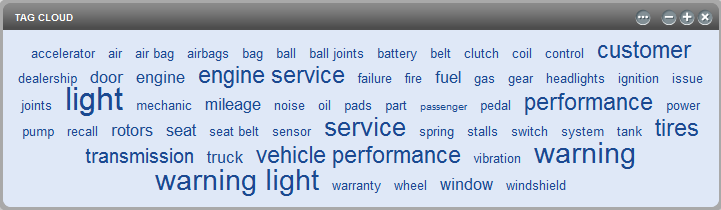 TAG CLOUD
accelerator air air bag airbags bag ball ball joints battery belt clutch coil control customer
dealership door engine engine service failure fire fuel gas gear headlights ignition issue
joints light mechanic mileage noise oil pads part passenger pedal performance power
pump recall rotors seat seat belt sensor service spring stalls switch system tank tires
transmission truck vehicle performance vibration warning
warning light warranty wheel window windshield